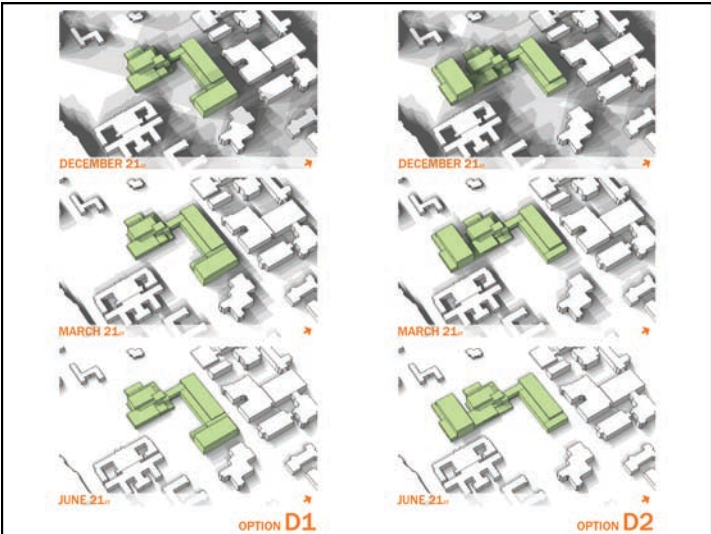 DECEMBER 21ST
DECEMBER 21ST
MARCH 21ST
MARCH 21ST
JUNE 21ST
JUNE 21ST
OPTION D1
OPTION D2